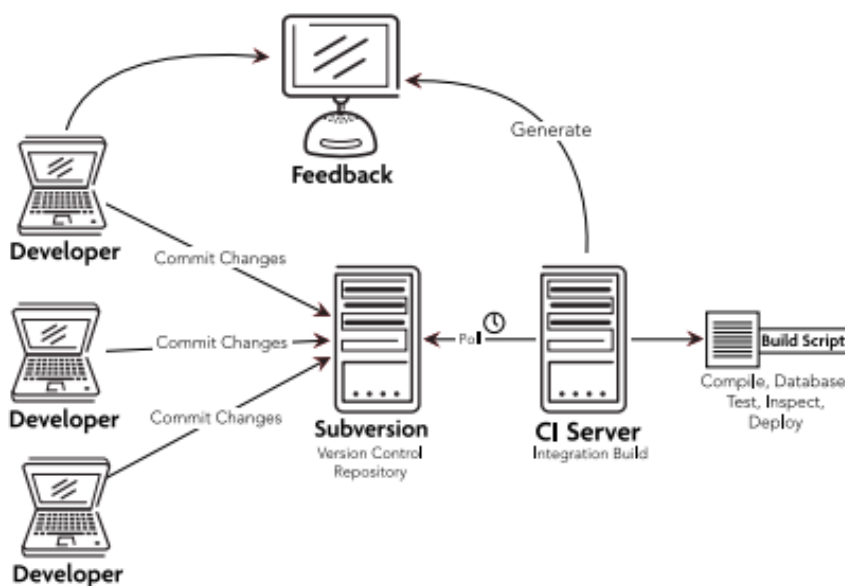 Generate
Feedback
Developer
Commit Changes
Poll
Build Script
Commit Changes
Developer
Compile, Database
Test, Inspect,
Deploy
Commit Changes
Subversion
Version Control
Repository
CI Server
Integration Build
Developer